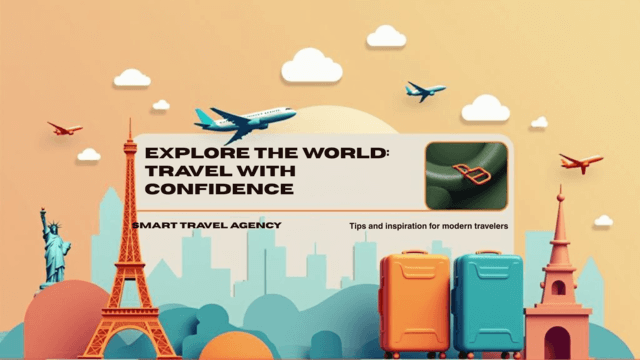 EXPLORE THE WORLD:
TRAVEL WITH
CONFIDENCE
SMART TRAVEL AGENCY
Tips and inspiration for modern travelers